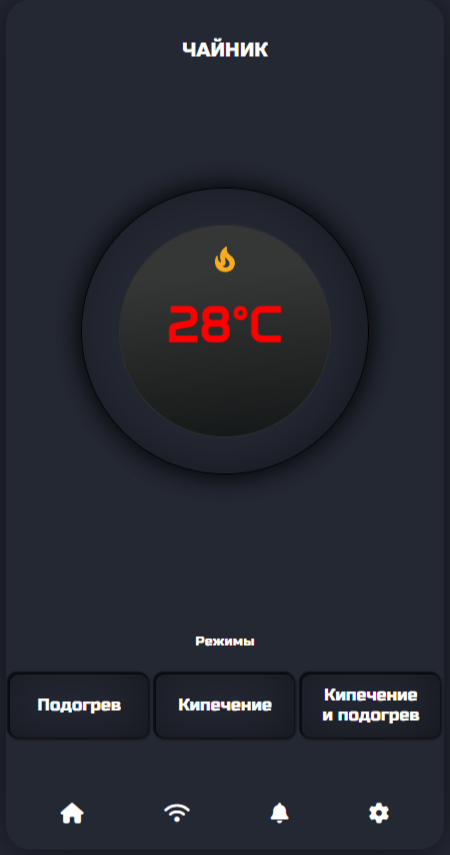 ЧАЙНИК
28°C
Режимы
Подогрев
Кипечение
Кипечение
и подогрев